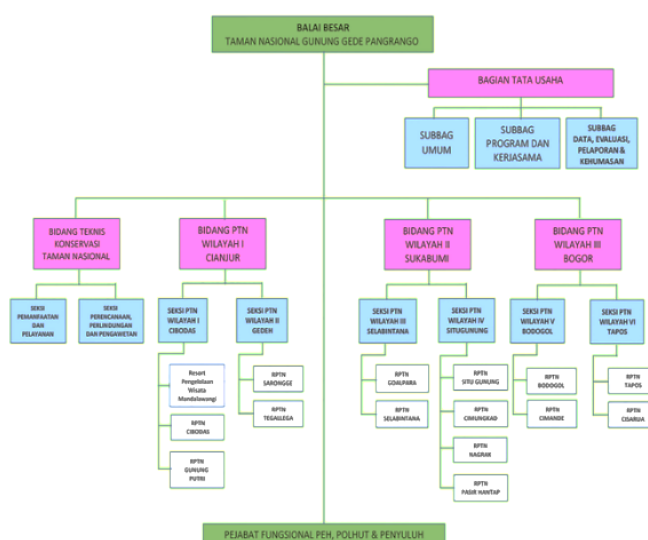 BALAI BESAR
TAMAN NASIONAL GUNUNG GEDE PANGRANGO
BAGIAN TATA USAHA
SUBBAG
UMUM
SUBBAG
PROGRAM DAN
KERJASAMA
SUBBAG
DATA, EVALUASI,
PELAPORAN &
KEHUMASAN
BIDANG TEKNIS
KONSERVASI
TAMAN NASIONAL
BIDANG PTN
WILAYAH I
CIANJUR
BIDANG PTN
WILAYAH II
SUKABUMI
BIDANG PTN
WILAYAH III
BOGOR
SEKSI
PEMANFAATAN
DAN
PELAYANAN
SEKSI
PERENCANAAN,
PERLINDUNGAN
DAN PENGAWETAN
SEKSI PTN
WILAYAH I
CIBODAS
SEKSI PTN
WILAYAH II
GEDEH
SEKSI PTN
WILAYAH III
SELABINTANA
SEKSI PTN
WILAYAH IV
SITUGUNUNG
SEKSI PTN
WILAYAH V
BODOGOL
SEKSI PTN
WILAYAH VI
TAPOS
Resort
Pengelolaan
Wisata
Mandalawangi
RPTN
CIBODAS
RPTN
GUNUNG
PUTRI
RPTN
SARONGGE
RPTN
TEGALLEGA
RPTN
GOALPARA
RPTN
SELABINTANA
RPTN
SITU GUNUNG
RPTN
CIMUNGKAD
RPTN
NAGRAK
RPTN
PASIR HANTAP
RPTN
BODOGOL
RPTN
CIMANDE
RPTN
TAPOS
RPTN
CISARUA
PEJABAT FUNGSIONAL PEH, POLHUT & PENYULUH